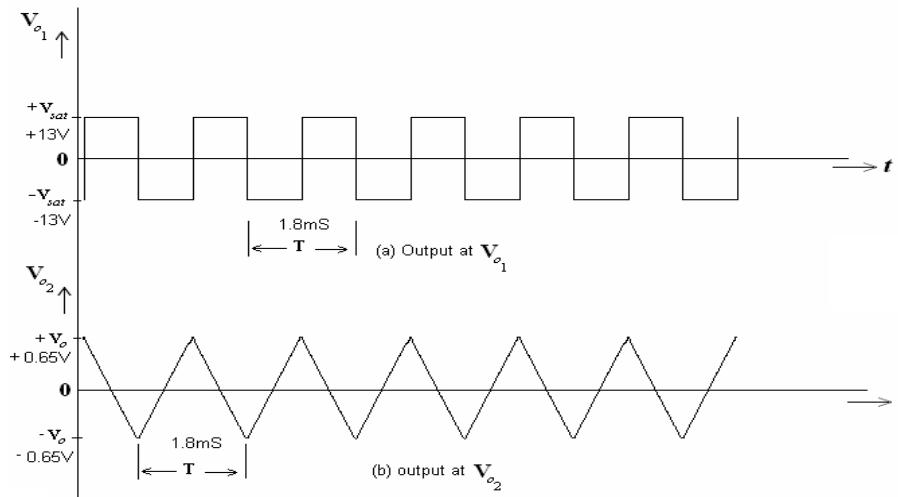 Vo1
+Vsat
+13V
0
t
-Vsat
-13V
1.8mS
T
(a) Output at Vo1
Vo2
+Vo
+0.65V
0
-Vo
-0.65V
1.8mS
T
(b) output at Vo2